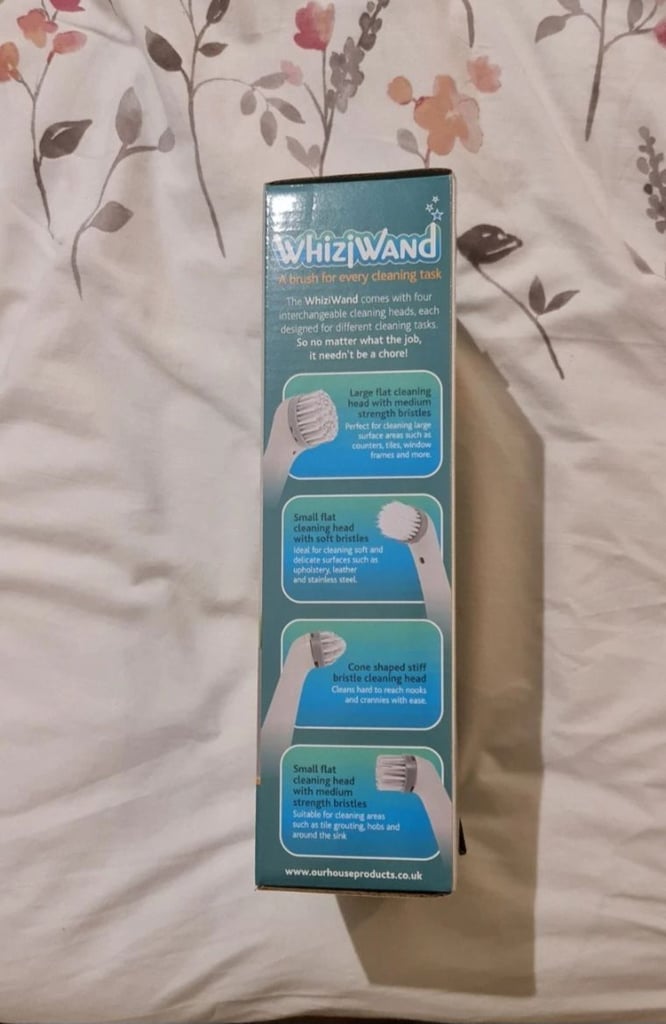 WHiZiWAND
A brush for every cleaning task
The WhiziWand comes with four
interchangeable cleaning heads, each
designed for different cleaning tasks.
So no matter what the job,
it needn't be a chore!
Large flat cleaning
head with medium
strength bristles
Perfect for cleaning large
surface areas such as
counters, tiles, window
frames and more.
Small flat
cleaning head
with soft bristles
Ideal for cleaning soft and
delicate surfaces such as
upholstery, leather
and stainless steel.
Cone shaped stiff
bristle cleaning head
Cleans hard to reach nooks
and crannies with ease.
Small flat
cleaning head
with medium
strength bristles
Suitable for cleaning areas
such as tile grouting, hobs and
around the sink
www.ourhouseproducts.co.uk